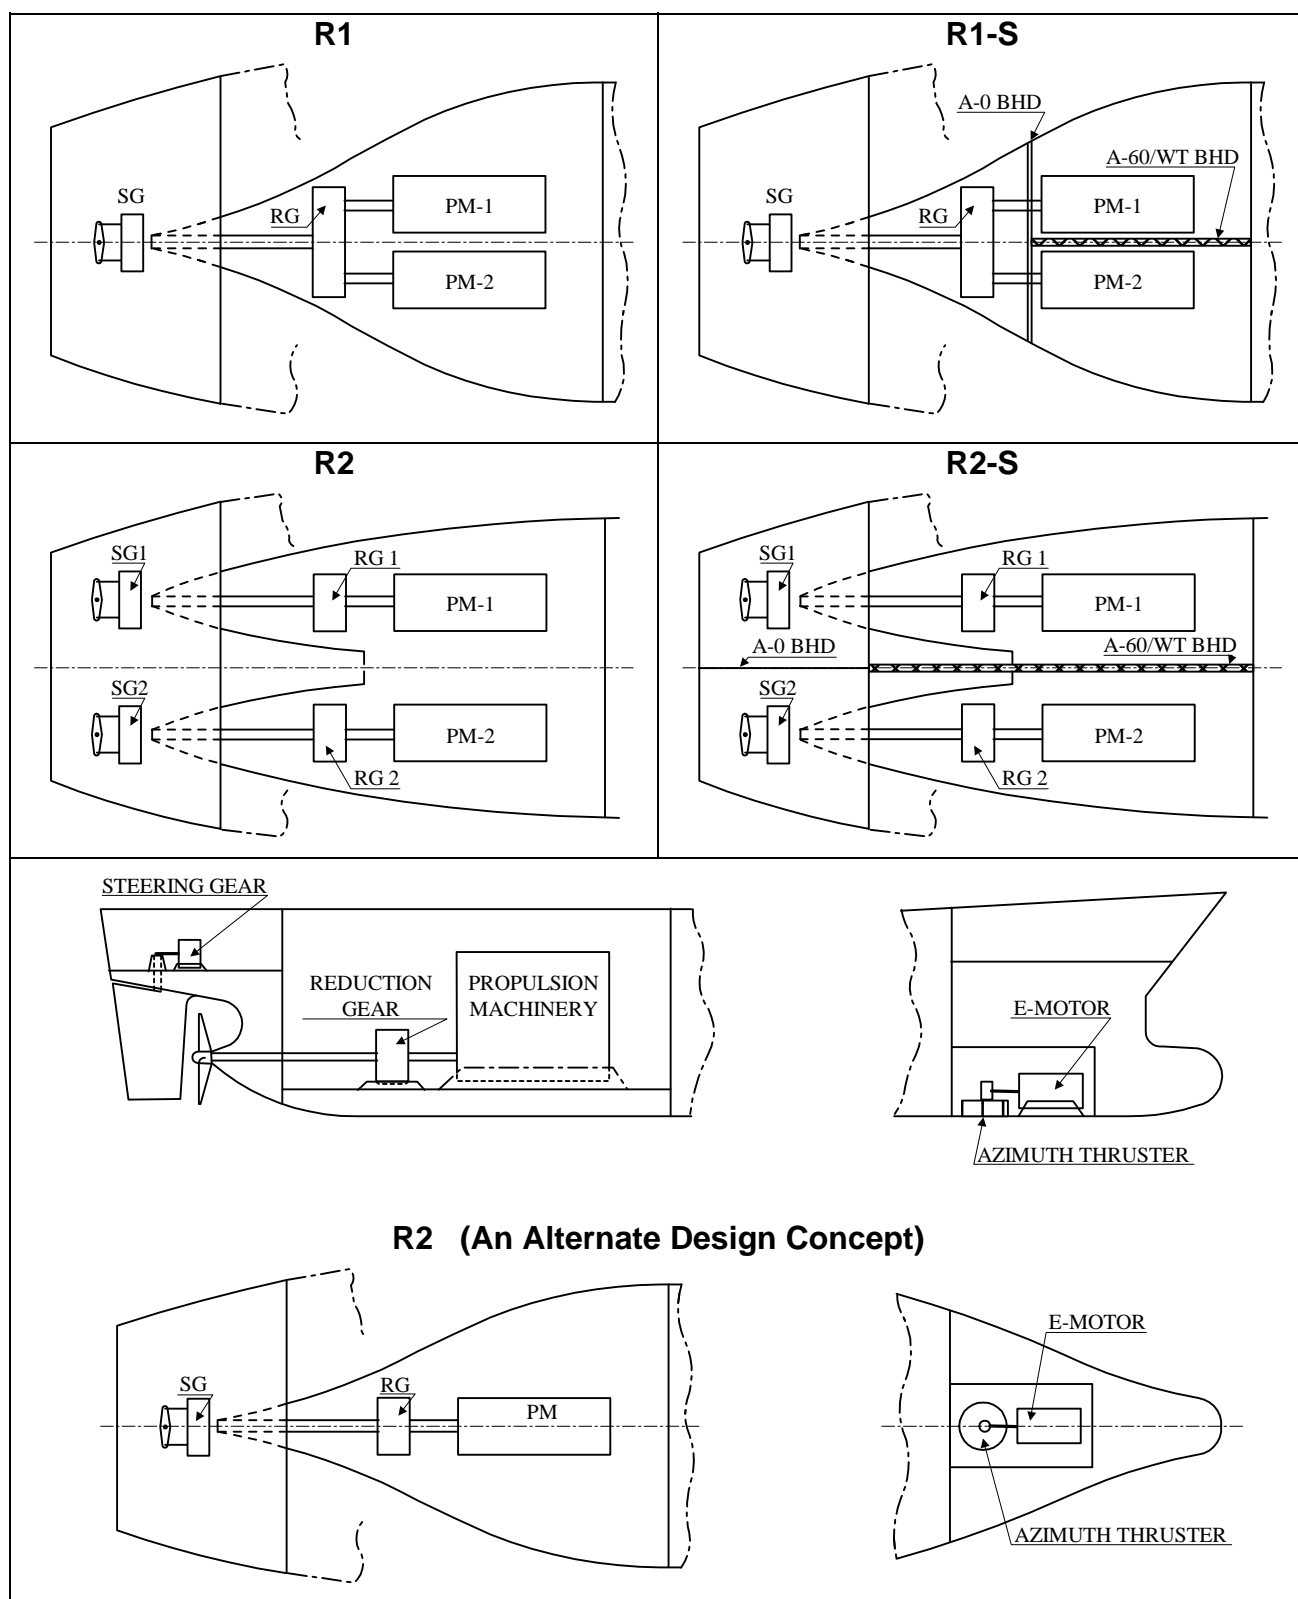 R1
SG
RG
PM-1
PM-2
R1-S
A-0 BHD
A-60/WT BHD
SG
RG
PM-1
PM-2
R2
SG1
RG 1
PM-1
SG2
PM-2
RG 2
R2-S
SG1
RG 1
PM-1
A-0 BHD
A-60/WT BHD
SG2
PM-2
RG 2
STEERING GEAR
REDUCTION
GEAR
PROPULSION
MACHINERY
E-MOTOR
AZIMUTH THRUSTER
R2 (An Alternate Design Concept)
SG
RG
PM
E-MOTOR
AZIMUTH THRUSTER